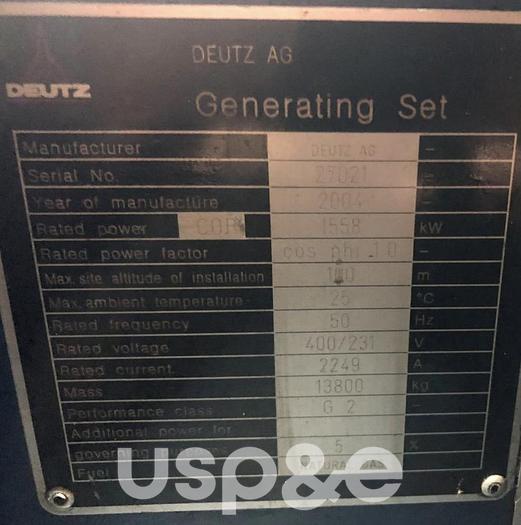 DEUTZ AG
DEUTZ
Generating Set
Manufacturer DEUTZ AG -
Serial No. 27021 -
Year of manufacture 2004 -
Rated power COP 1558 kW
Rated power factor cos phi 1.0 -
Max. site altitude of installation 100 m
Max. ambient temperature 25 °C
Rated frequency 50 Hz
Rated voltage 400/231 V
Rated current 2249 A
Mass 13800 kg
Performance class G 2 -
Additional power for
governing 5 %
Fuel NATURAL GAS
usp&e